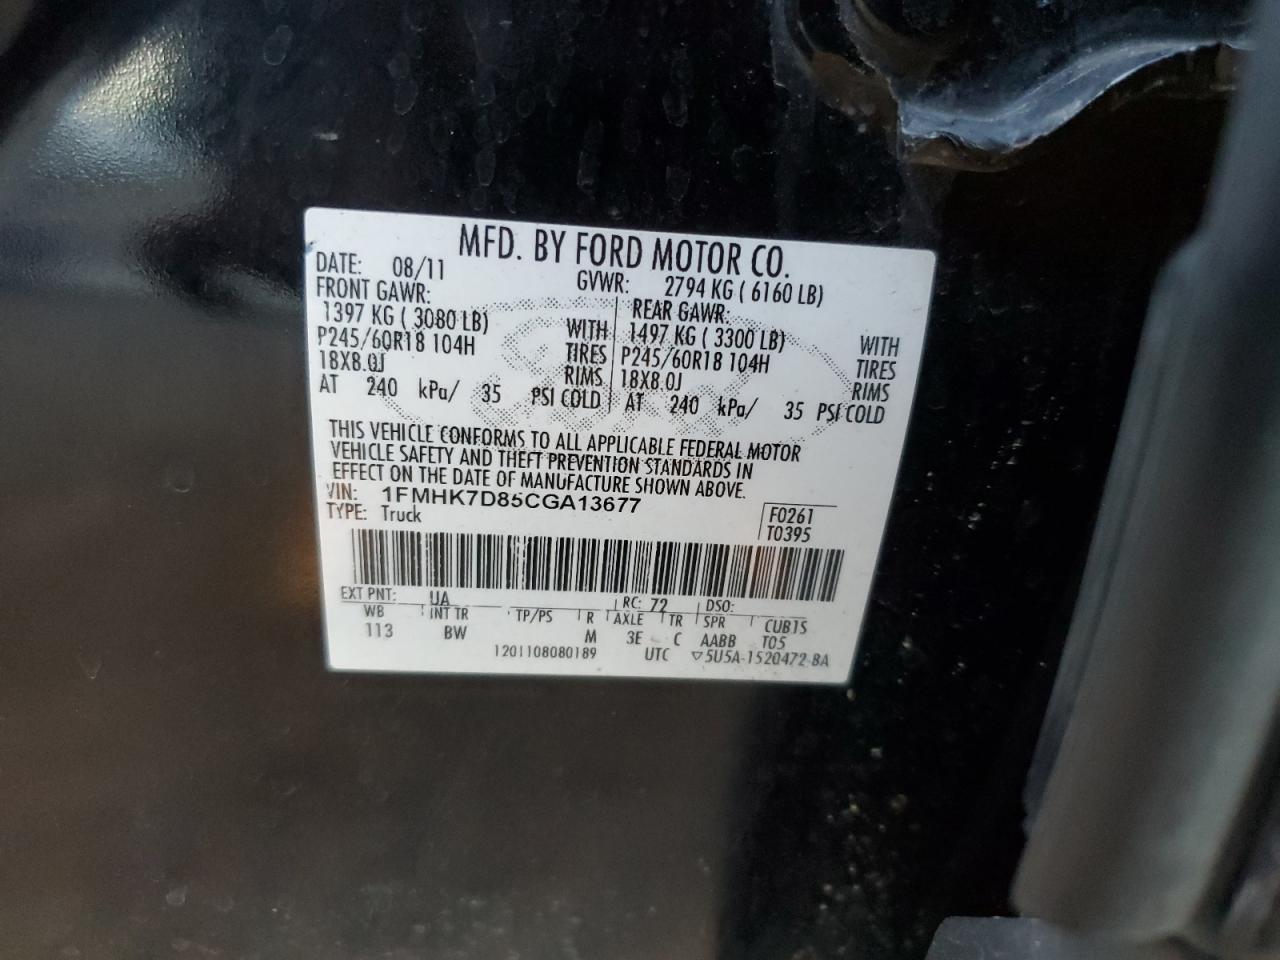 MFD. BY FORD MOTOR CO.
DATE: 08/11 GVWR: 2794 KG ( 6160 LB)
FRONT GAWR: REAR GAWR:
1397 KG ( 3080 LB) WITH 1497 KG ( 3300 LB) WITH
P245/60R18 104H TIRES P245/60R18 104H TIRES
18X8.0J RIMS 18X8.0J RIMS
AT 240 kPa/ 35 PSI COLD AT 240 kPa/ 35 PSI COLD
THIS VEHICLE CONFORMS TO ALL APPLICABLE FEDERAL MOTOR
VEHICLE SAFETY AND THEFT PREVENTION STANDARDS IN
EFFECT ON THE DATE OF MANUFACTURE SHOWN ABOVE.
VIN: 1FMHK7D85CGA13677
TYPE: Truck
F0261
T0395
EXT PNT: UA RC: 72 DSO:
WB INT TR TP/PS R AXLE TR SPR CUBTS
113 BW M 3E C AABB T05
1201108080189 UTC ▽5U5A-1520472-BA